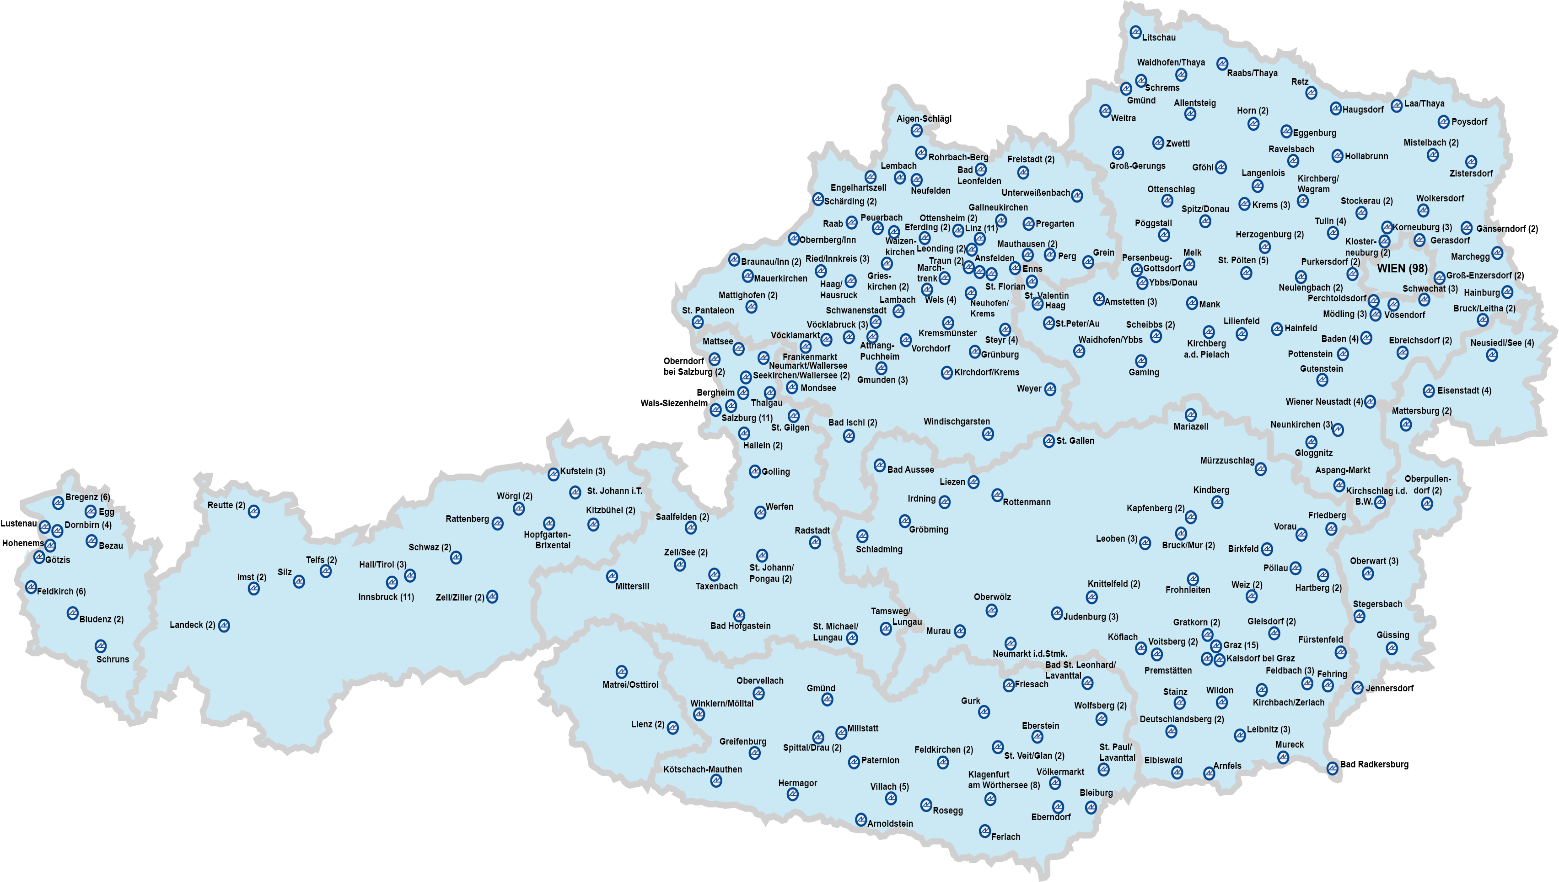 Litschau
Waidhofen/Thaya
Raabs/Thaya
Schrems
Gmünd
Retz
Allentsteig
Weitra
Horn (2)
Haugsdorf
Laa/Thaya
Poysdorf
Eggenburg
Aigen-Schlägl
Zwettl
Groß-Gerungs
Gföhl
Ravelsbach
Hollabrunn
Mistelbach (2)
Zistersdorf
Rohrbach-Berg
Lembach
Bad
Leonfelden
Freistadt (2)
Engelhartszell
Neufelden
Unterweißenbach
Langenlois
Kirchberg/
Wagram
Schärding (2)
Ottenschlag
Krems (3)
Stockerau (2)
Wolkersdorf
Raab
Peuerbach
Ottensheim (2)
Gallneukirchen
Pregarten
Spitz/Donau
Pöggstall
Tulln (4)
Korneuburg (3)
Gänserndorf (2)
Eferding (2)
Linz (11)
Obernberg/Inn
Waizen-
kirchen
Leonding (2)
Mauthausen (2)
Perg
Grein
Herzogenburg (2)
Kloster-
neuburg (2)
Gerasdorf
Marchegg
Braunau/Inn (2)
Mauerkirchen
Ried/Innkreis (3)
Haag/
Hausruck
Gries-
kirchen (2)
March-
trenk
Traun (2)
Ansfelden
Enns
St. Florian
Persenbeug-
Gottsdorf
Melk
Ybbs/Donau
St. Pölten (5)
Purkersdorf (2)
WIEN (98)
Groß-Enzersdorf (2)
Neulengbach (2)
Schwechat (3)
Hainburg
Mattighofen (2)
Lambach
Wels (4)
Neuhofen/
Krems
St. Valentin
Haag
Amstetten (3)
Mank
Perchtoldsdorf
Mödling (3)
Vösendorf
Bruck/Leitha (2)
St. Pantaleon
Schwanenstadt
Vöcklabruck (3)
Vöcklamarkt
Kremsmünster
Steyr (4)
St.Peter/Au
Scheibbs (2)
Lilienfeld
Hainfeld
Kirchberg
a.d. Pielach
Baden (4)
Ebreichsdorf (2)
Neusiedl/See (4)
Mattsee
Frankenmarkt
Attnang-
Puchheim
Vorchdorf
Grünburg
Waidhofen/Ybbs
Gaming
Pottenstein
Oberndorf
bei Salzburg (2)
Neumarkt/Wallersee
Seekirchen/Wallersee (2)
Mondsee
Gmunden (3)
Kirchdorf/Krems
Weyer
Gutenstein
Eisenstadt (4)
Bergheim
Thalgau
Wals-Siezenheim
Salzburg (11)
St. Gilgen
Bad Ischl (2)
Windischgarsten
Mariazell
Wiener Neustadt (4)
Mattersburg (2)
Hallein (2)
St. Gallen
Neunkirchen (3)
Gloggnitz
Kufstein (3)
Golling
Bad Aussee
Liezen
Mürzzuschlag
Aspang-Markt
Oberpullen-
dorf (2)
St. Johann i.T.
Irdning
Rottenmann
Kindberg
Kirchschlag i.d.
B.W.
Bregenz (6)
Egg
Reutte (2)
Wörgl (2)
Kitzbühel (2)
Saalfelden (2)
Werfen
Gröbming
Kapfenberg (2)
Friedberg
Lustenau
Dornbirn (4)
Rattenberg
Hopfgarten-
Brixental
Radstadt
Schladming
Leoben (3)
Bruck/Mur (2)
Vorau
Hohenems
Bezau
Götzis
Schwaz (2)
Zell/See (2)
Birkfeld
Telfs (2)
Hall/Tirol (3)
Taxenbach
St. Johann/
Pongau (2)
Pöllau
Oberwart (3)
Imst (2)
Silz
Innsbruck (11)
Mittersill
Knittelfeld (2)
Frohnleiten
Weiz (2)
Hartberg (2)
Feldkirch (6)
Zell/Ziller (2)
Oberwölz
Stegersbach
Bludenz (2)
Landeck (2)
Bad Hofgastein
Tamsweg/
Lungau
St. Michael/
Lungau
Murau
Judenburg (3)
Gratkorn (2)
Gleisdorf (2)
Güssing
Schruns
Neumarkt i.d.Stmk.
Köflach
Voitsberg (2)
Graz (15)
Fürstenfeld
Premstätten
Kalsdorf bei Graz
Matrei/Osttirol
Obervellach
Gmünd
Bad St. Leonhard/
Lavanttal
Friesach
Feldbach (3)
Fehring
Jennersdorf
Winklern/Mölltal
Gurk
Wolfsberg (2)
Stainz
Wildon
Kirchbach/Zerlach
Lienz (2)
Millstatt
Eberstein
Deutschlandsberg (2)
Leibnitz (3)
Greifenburg
Spittal/Drau (2)
Feldkirchen (2)
St. Veit/Glan (2)
St. Paul/
Lavanttal
Mureck
Paternion
Eibiswald
Arnfels
Bad Radkersburg
Kötschach-Mauthen
Klagenfurt
am Wörthersee (8)
Völkermarkt
Hermagor
Villach (5)
Bleiburg
Rosegg
Eberndorf
Arnoldstein
Ferlach